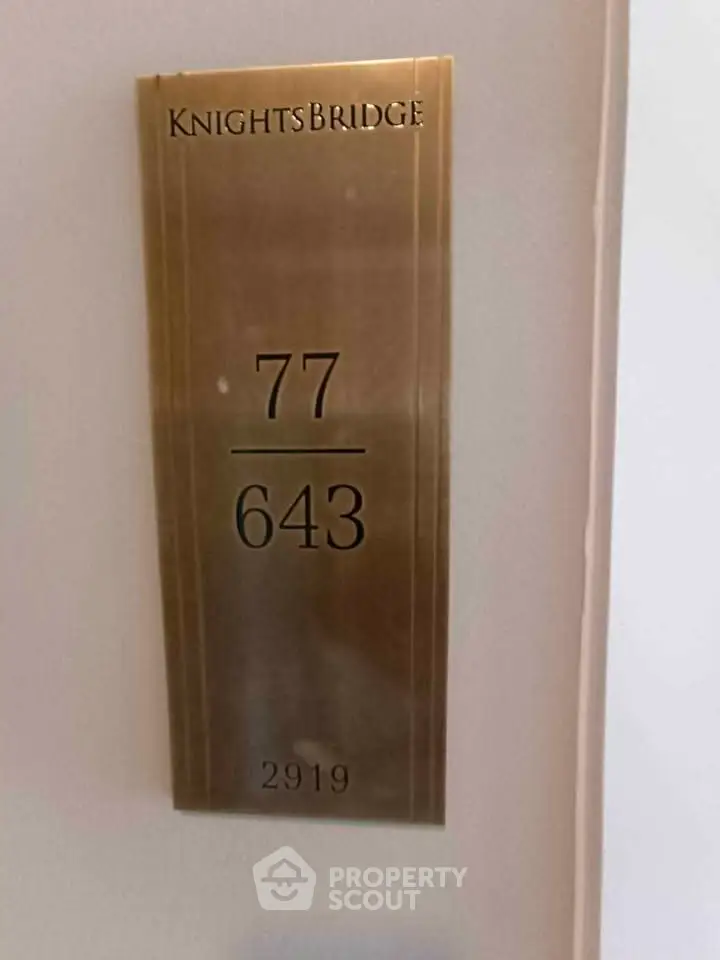 KNIGHTSBRIDGE
77
643
2919
PROPERTY
SCOUT